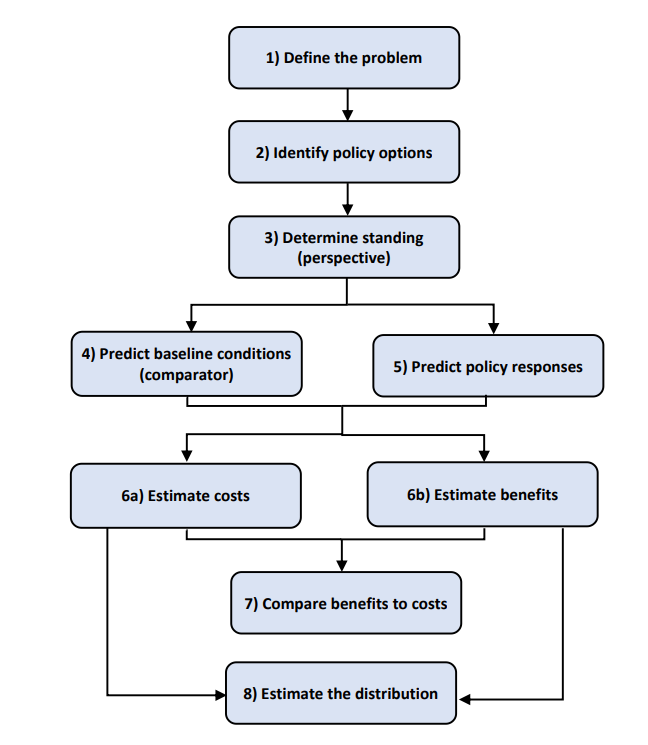 1) Define the problem
2) Identify policy options
3) Determine standing
(perspective)
4) Predict baseline conditions
(comparator)
5) Predict policy responses
6a) Estimate costs
6b) Estimate benefits
7) Compare benefits to costs
8) Estimate the distribution